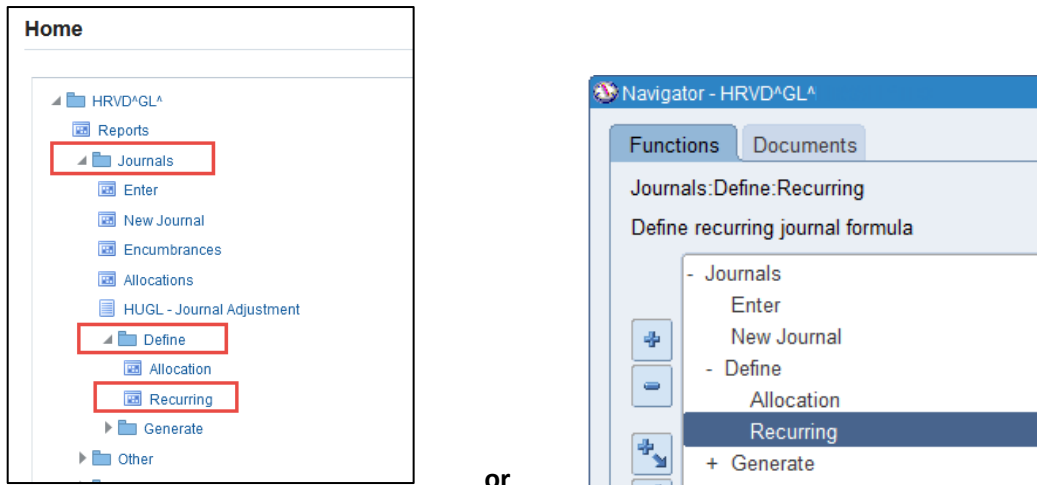 Home
HRVD^GL^
Reports
Journals
Enter
New Journal
Encumbrances
Allocations
HUGL - Journal Adjustment
Define
Allocation
Recurring
Generate
Other
or
Navigator - HRVD^GL^
Functions Documents
Journals:Define:Recurring
Define recurring journal formula
- Journals
Enter
New Journal
- Define
Allocation
Recurring
+ Generate